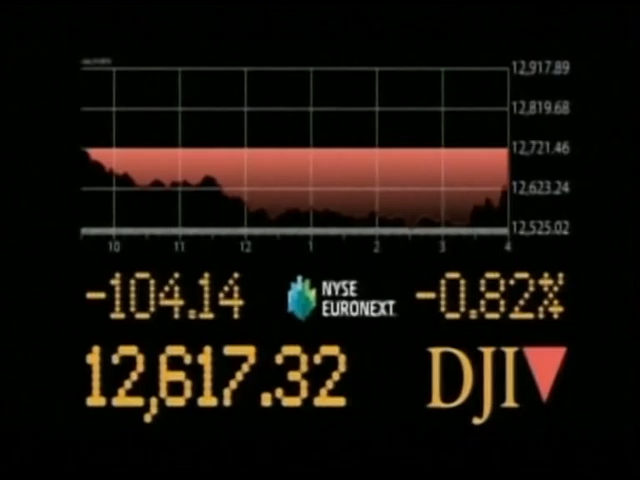 12,917.89
12,819.68
12,721.46
12,623.24
12,525.02
10 11 12 1 2 3 4
-104.14
NYSE
EURONEXT
-0.82%
12,617.32
DJI